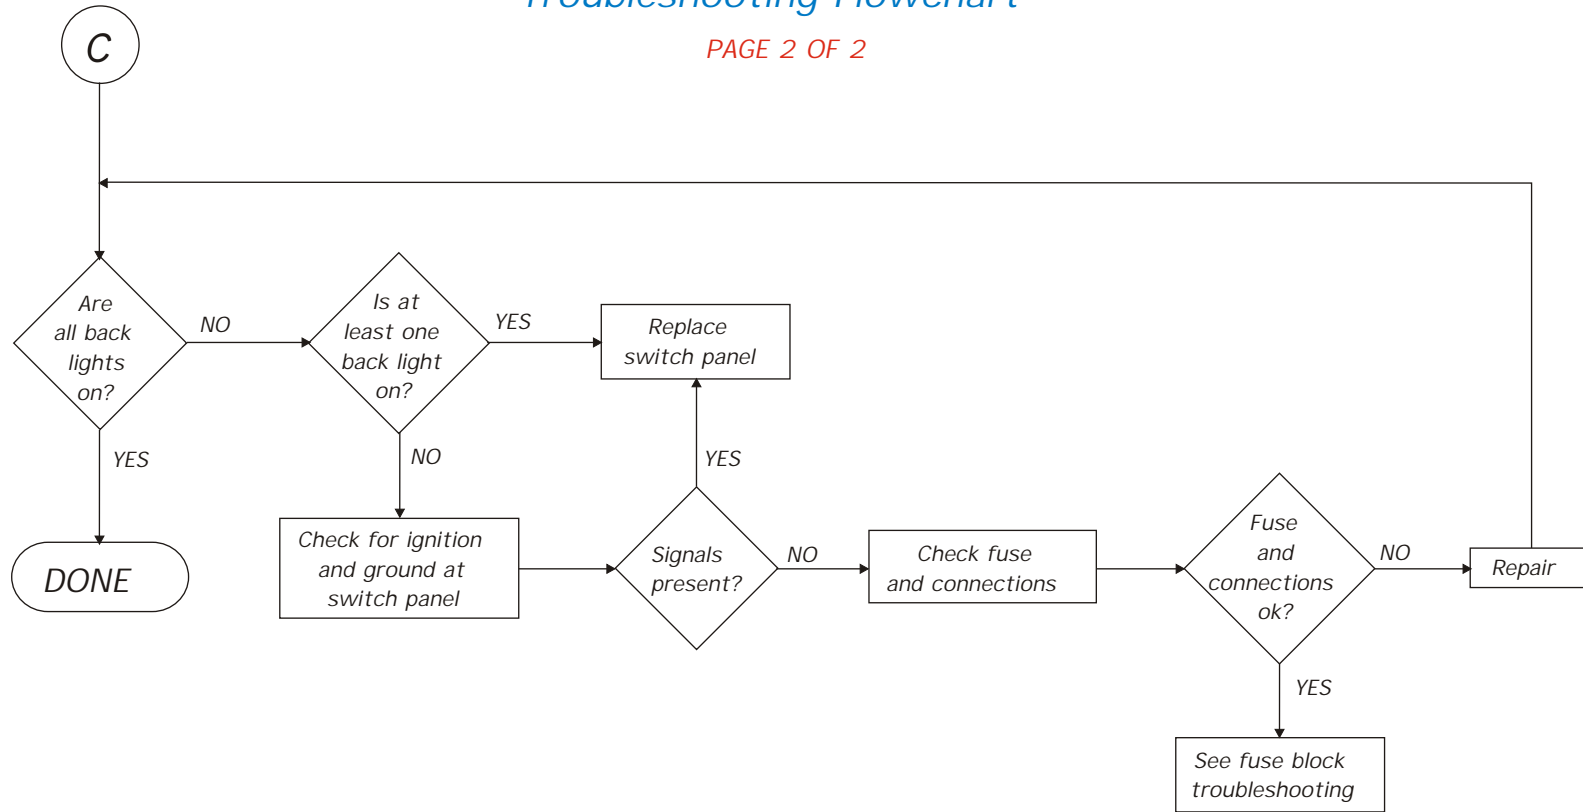 Troubleshooting Flowchart
PAGE 2 OF 2
C
Are
all back
lights
on?
NO
Is at
least one
back light
on?
YES
Replace
switch panel
YES
NO
YES
DONE
Check for ignition
and ground at
switch panel
Signals
present?
NO
Check fuse
and connections
Fuse
and
connections
ok?
NO
Repair
YES
See fuse block
troubleshooting